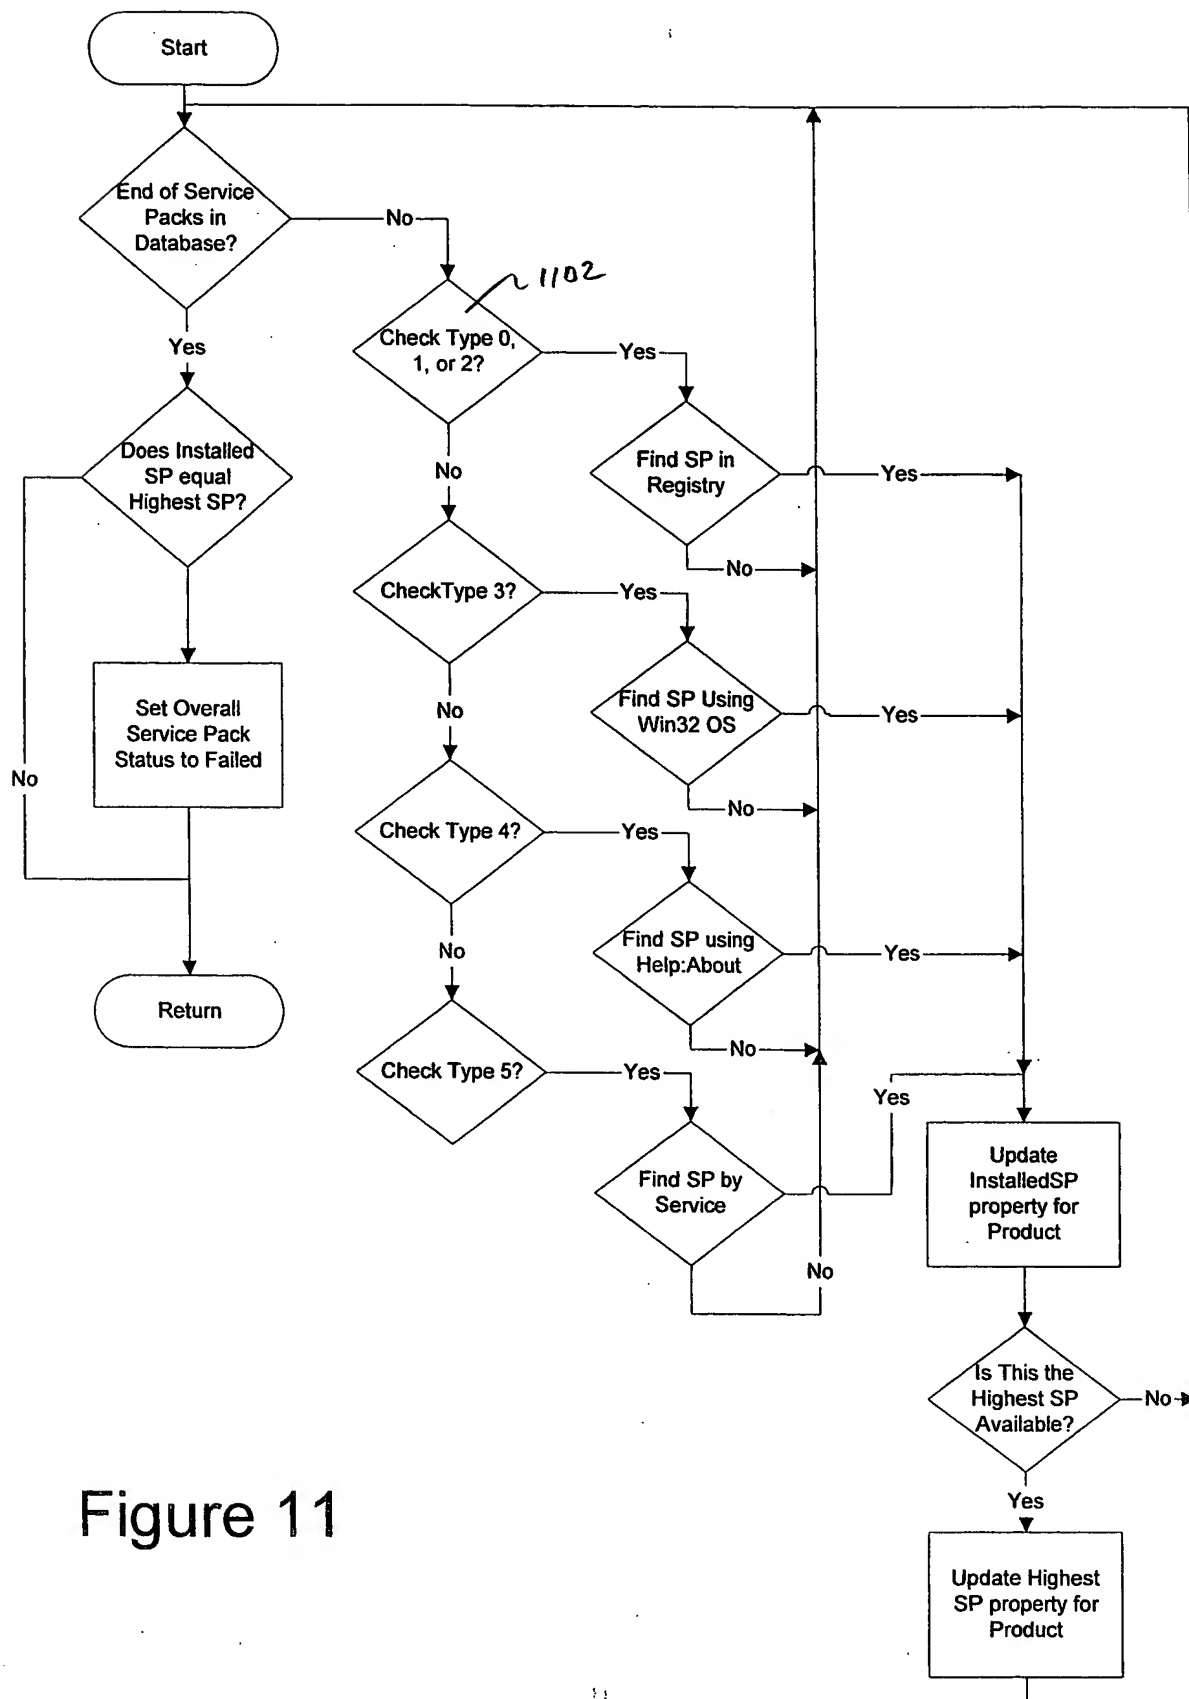 Start
End of Service
Packs in
Database?
No
1102
Check Type 0,
1, or 2?
Yes
Yes
Does Installed
SP equal
Highest SP?
No
Find SP in
Registry
Yes
No
CheckType 3?
Yes
Set Overall
Service Pack
Status to Failed
No
No
Find SP Using
Win32 OS
Yes
No
Check Type 4?
Yes
No
Find SP using
Help:About
Yes
No
Return
Check Type 5?
Yes
Yes
Find SP by
Service
No
Update
InstalledSP
property for
Product
Is This the
Highest SP
Available?
No
Yes
Update Highest
SP property for
Product
Figure 11